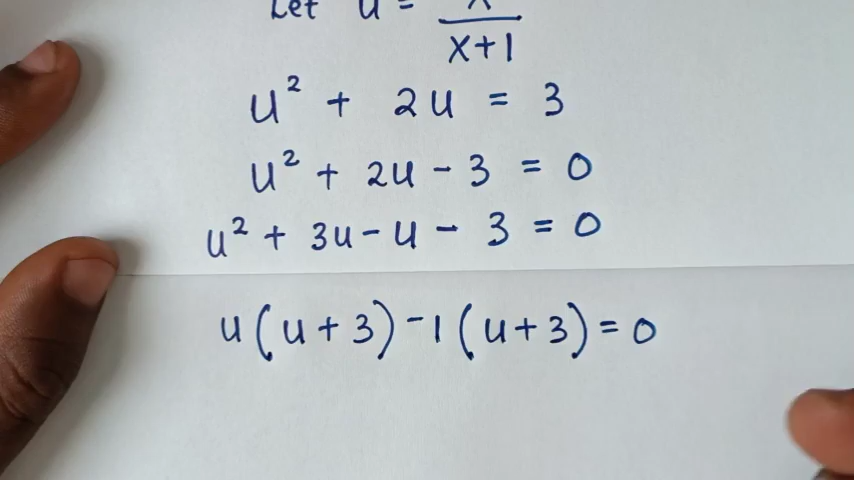 Let u = x/x+1
u² + 2u = 3
u² + 2u - 3 = 0
u² + 3u - u - 3 = 0
u(u+3) -1(u+3) = 0